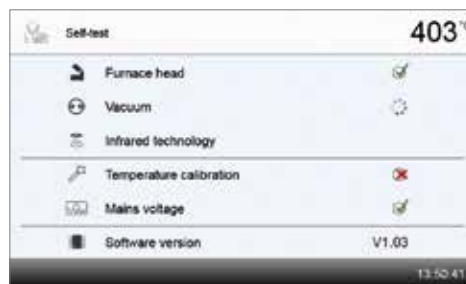 Self-test 403 °C
Furnace head
Vacuum
Infrared technology
Temperature calibration
Mains voltage
Software version V1.03
13:50:41